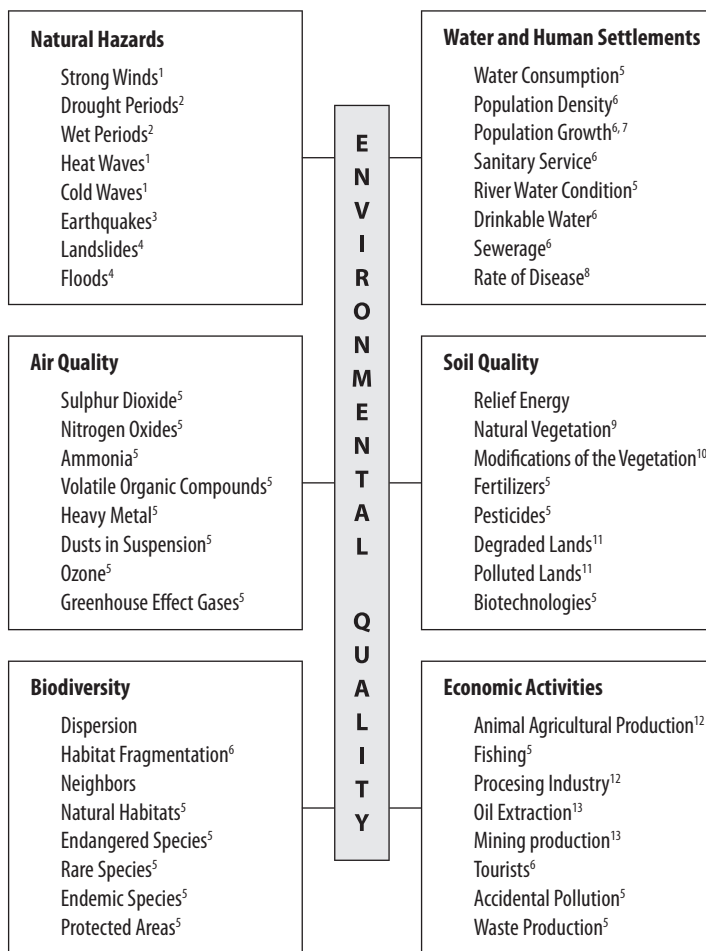 Natural Hazards
Strong Winds¹
Drought Periods²
Wet Periods²
Heat Waves¹
Cold Waves¹
Earthquakes³
Landslides⁴
Floods⁴
Water and Human Settlements
Water Consumption⁵
Population Density⁶
Population Growth⁶,⁷
Sanitary Service⁶
River Water Condition⁵
Drinkable Water⁶
Sewerage⁶
Rate of Disease⁸
ENVIRONMENTAL QUALITY
Air Quality
Sulphur Dioxide⁵
Nitrogen Oxides⁵
Ammonia⁵
Volatile Organic Compounds⁵
Heavy Metal⁵
Dusts in Suspension⁵
Ozone⁵
Greenhouse Effect Gases⁵
Soil Quality
Relief Energy
Natural Vegetation⁹
Modifications of the Vegetation¹⁰
Fertilizers⁵
Pesticides⁵
Degraded Lands¹¹
Polluted Lands¹¹
Biotechnologies⁵
Biodiversity
Dispersion
Habitat Fragmentation⁶
Neighbors
Natural Habitats⁵
Endangered Species⁵
Rare Species⁵
Endemic Species⁵
Protected Areas⁵
Economic Activities
Animal Agricultural Production¹²
Fishing⁵
Procesing Industry¹²
Oil Extraction¹³
Mining production¹³
Tourists⁶
Accidental Pollution⁵
Waste Production⁵